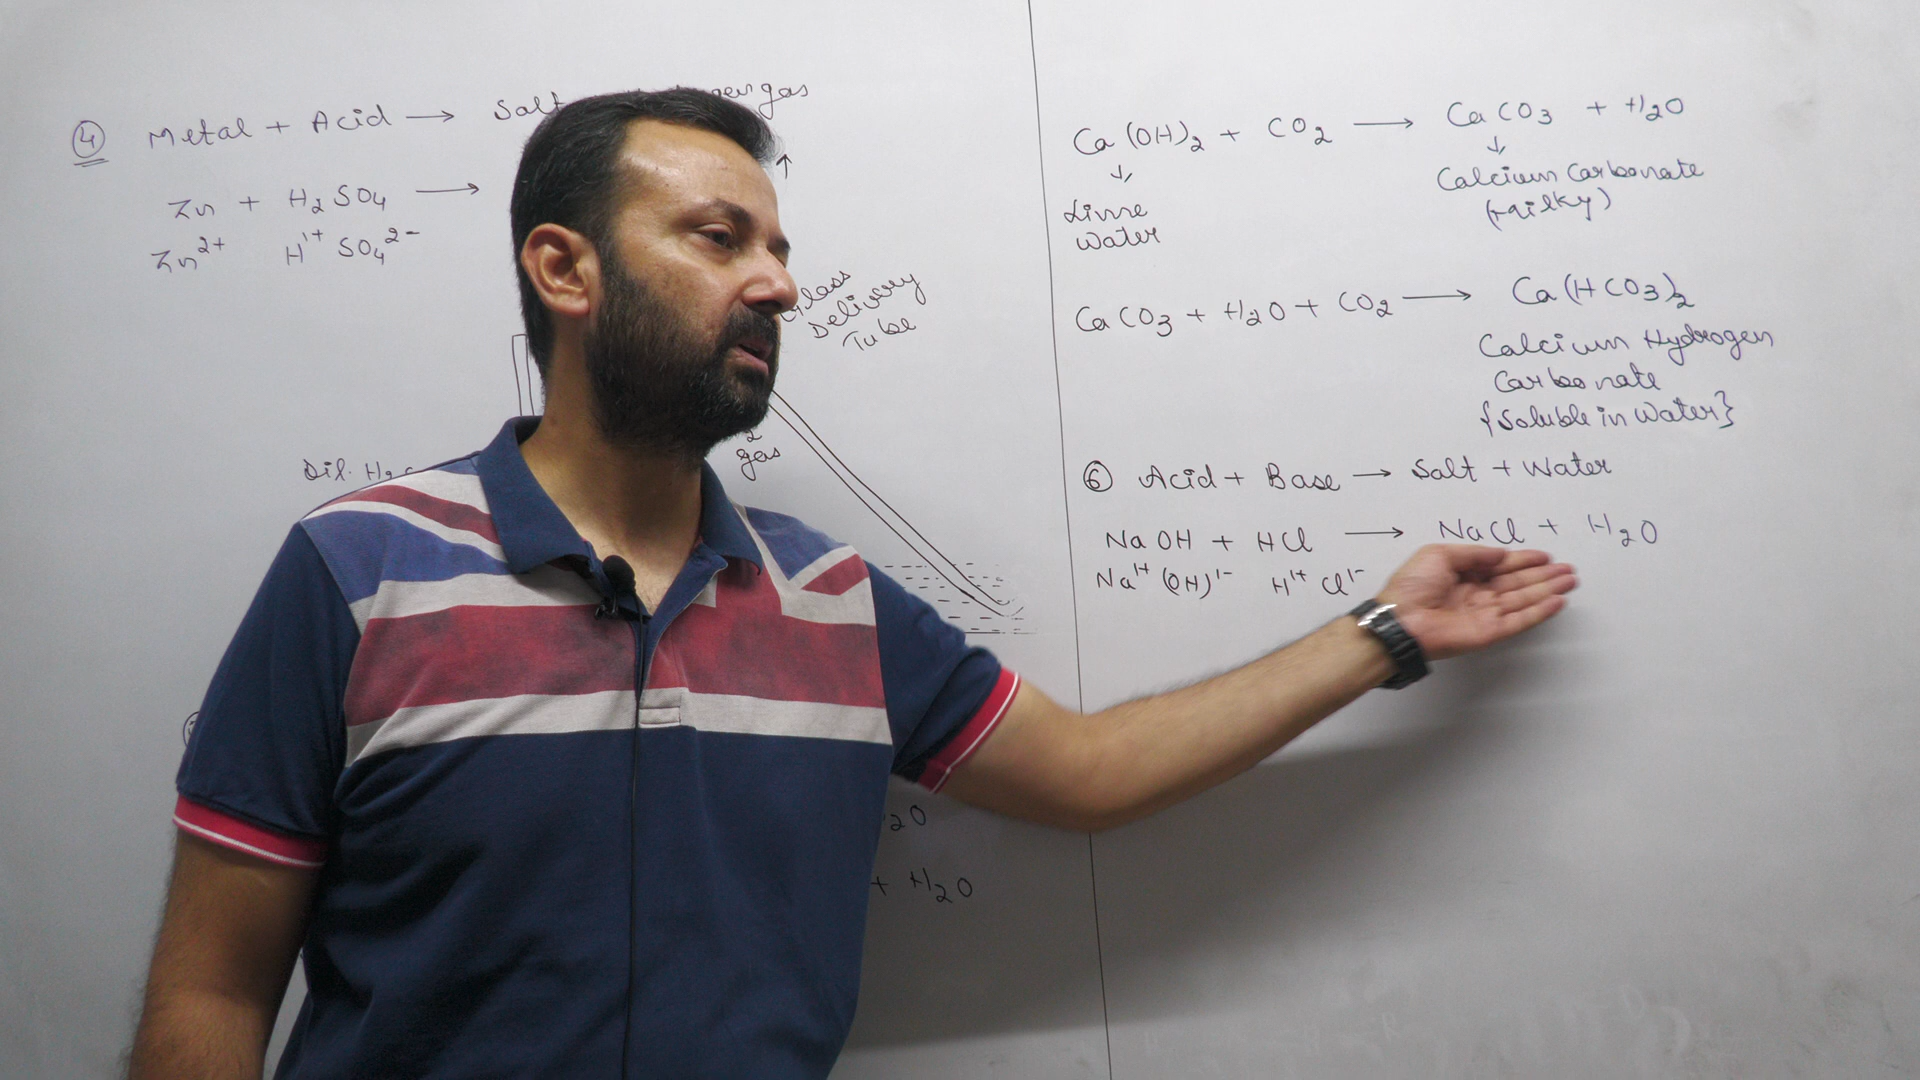 ④ Metal + Acid → Salt gas
Zn + H₂SO₄ →
Zn²⁺ H¹⁺ SO₄²⁻
↑
Glass
Delivery
Tube
gas
Dil. H₂
₂O
+ H₂O
Ca(OH)₂ + CO₂ → CaCO₃ + H₂O
Lime
Water
Calcium Carbonate
(milky)
CaCO₃ + H₂O + CO₂ → Ca(HCO₃)₂
Calcium Hydrogen
Carbonate
{Soluble in Water}
⑥ Acid + Base → Salt + Water
NaOH + HCl → NaCl + H₂O
Na¹⁺(OH)¹⁻ H¹⁺ Cl¹⁻